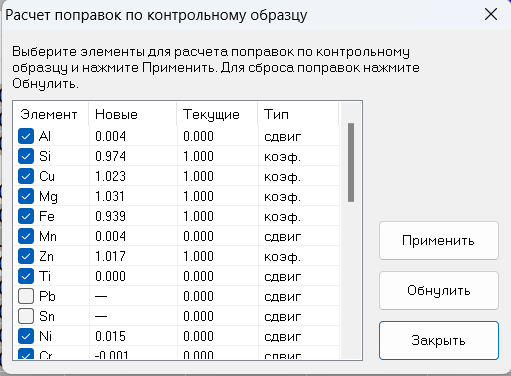 Расчет поправок по контрольному образцу
Выберите элементы для расчета поправок по контрольному
образцу и нажмите Применить. Для сброса поправок нажмите
Обнулить.
Элемент Новые Текущие Тип
Al 0.004 0.000 сдвиг
Si 0.974 1.000 коэф.
Cu 1.023 1.000 коэф.
Mg 1.031 1.000 коэф.
Fe 0.939 1.000 коэф.
Mn 0.004 0.000 сдвиг
Zn 1.017 1.000 коэф.
Ti 0.000 0.000 сдвиг
Pb — 0.000 сдвиг
Sn — 0.000 сдвиг
Ni 0.015 0.000 сдвиг
Cr -0.001 0.000 сдвиг
Применить
Обнулить
Закрыть